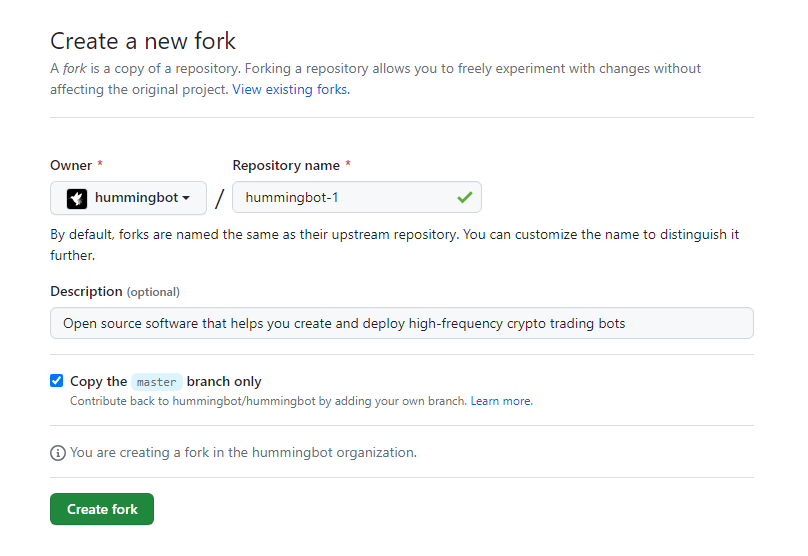 Create a new fork
A fork is a copy of a repository. Forking a repository allows you to freely experiment with changes without
affecting the original project. View existing forks.
Owner * Repository name *
hummingbot / hummingbot-1
By default, forks are named the same as their upstream repository. You can customize the name to distinguish it
further.
Description (optional)
Open source software that helps you create and deploy high-frequency crypto trading bots
Copy the master branch only
Contribute back to hummingbot/hummingbot by adding your own branch. Learn more.
You are creating a fork in the hummingbot organization.
Create fork